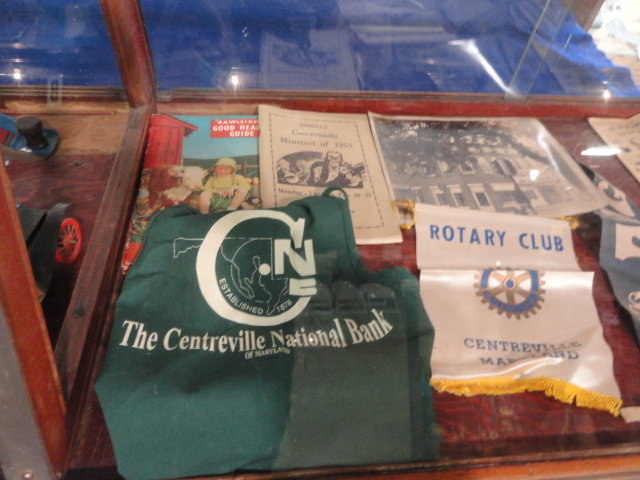 RAWLEIGH'S
GOOD HEALTH
GUIDE
Community
Minstrel of 1951
Monday -
CNB
ESTABLISHED 1876
The Centreville National Bank
OF MARYLAND
ROTARY CLUB
CENTREVILLE
MARYLAND